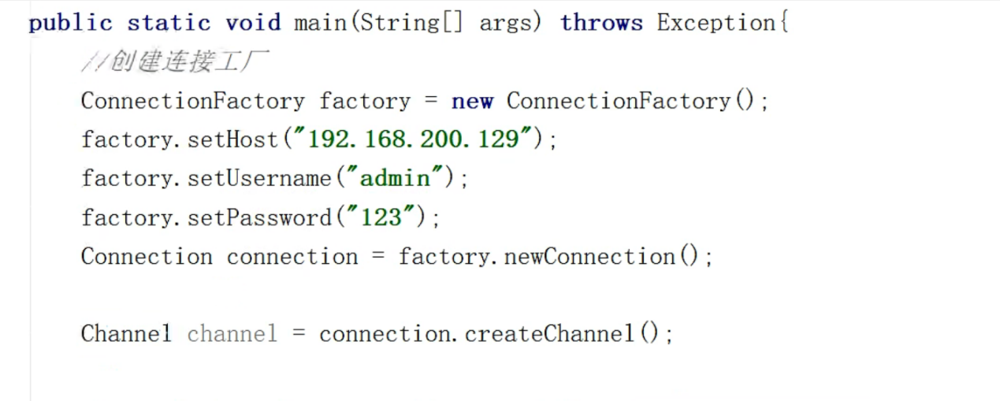 public static void main(String[] args) throws Exception{
//创建连接工厂
ConnectionFactory factory = new ConnectionFactory();
factory.setHost("192.168.200.129");
factory.setUsername("admin");
factory.setPassword("123");
Connection connection = factory.newConnection();
Channel channel = connection.createChannel();